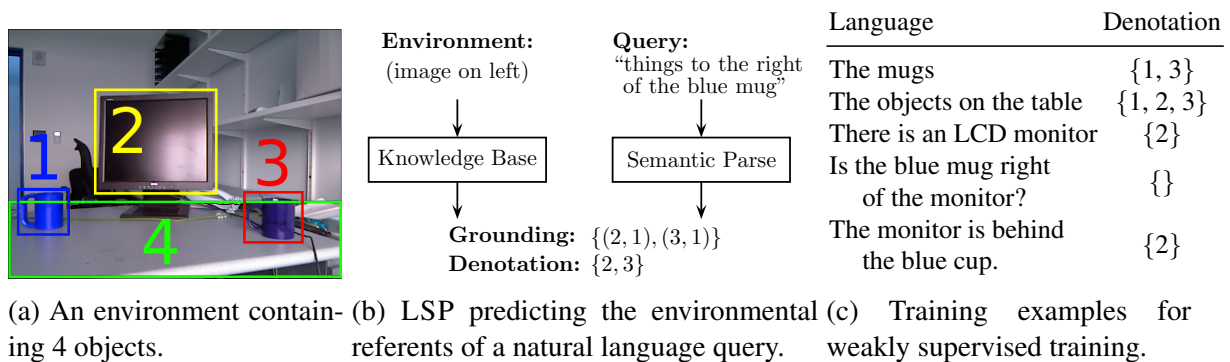 1
2
3
4
Environment:
(image on left)
Knowledge Base
Query:
“things to the right
of the blue mug”
Semantic Parse
Grounding: {(2, 1), (3, 1)}
Denotation: {2, 3}
Language Denotation
The mugs {1, 3}
The objects on the table {1, 2, 3}
There is an LCD monitor {2}
Is the blue mug right
of the monitor? {}
The monitor is behind
the blue cup. {2}
(a) An environment contain-
ing 4 objects.
(b) LSP predicting the environmental
referents of a natural language query.
(c) Training examples for
weakly supervised training.